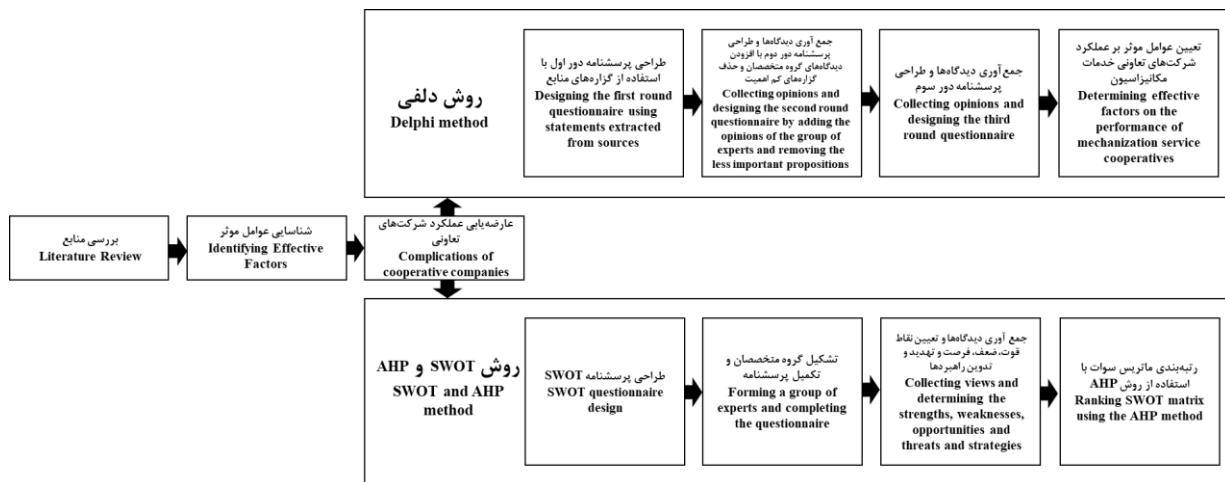 روش دلفی
Delphi method
طراحی پرسشنامه دور اول با
استفاده از گزاره‌های منابع
Designing the first round
questionnaire using
statements extracted
from sources
جمع آوری دیدگاه‌ها و طراحی
پرسشنامه دور دوم با افزودن
دیدگاه‌های گروه متخصصان و حذف
گزاره‌های کم اهمیت
Collecting opinions and
designing the second round
questionnaire by adding the
opinions of the group of
experts and removing the
less important propositions
جمع آوری دیدگاه‌ها و طراحی
پرسشنامه دور سوم
Collecting opinions and
designing the third
round questionnaire
تعیین عوامل موثر بر عملکرد
شرکت‌های تعاونی خدمات
مکانیزاسیون
Determining effective
factors on the
performance of
mechanization service
cooperatives
بررسی منابع
Literature Review
شناسایی عوامل موثر
Identifying Effective
Factors
عارضه‌یابی عملکرد شرکت‌های
تعاونی
Complications of
cooperative companies
روش SWOT و AHP
SWOT and AHP
method
طراحی پرسشنامه SWOT
SWOT questionnaire
design
تشکیل گروه متخصصان و
تکمیل پرسشنامه
Forming a group of
experts and completing
the questionnaire
جمع آوری دیدگاه‌ها و تعیین نقاط
قوت، ضعف، فرصت و تهدید و
تدوین راهبردها
Collecting views and
determining the
strengths, weaknesses,
opportunities and
threats and strategies
رتبه‌بندی ماتریس سوات با
استفاده از روش AHP
Ranking SWOT matrix
using the AHP method